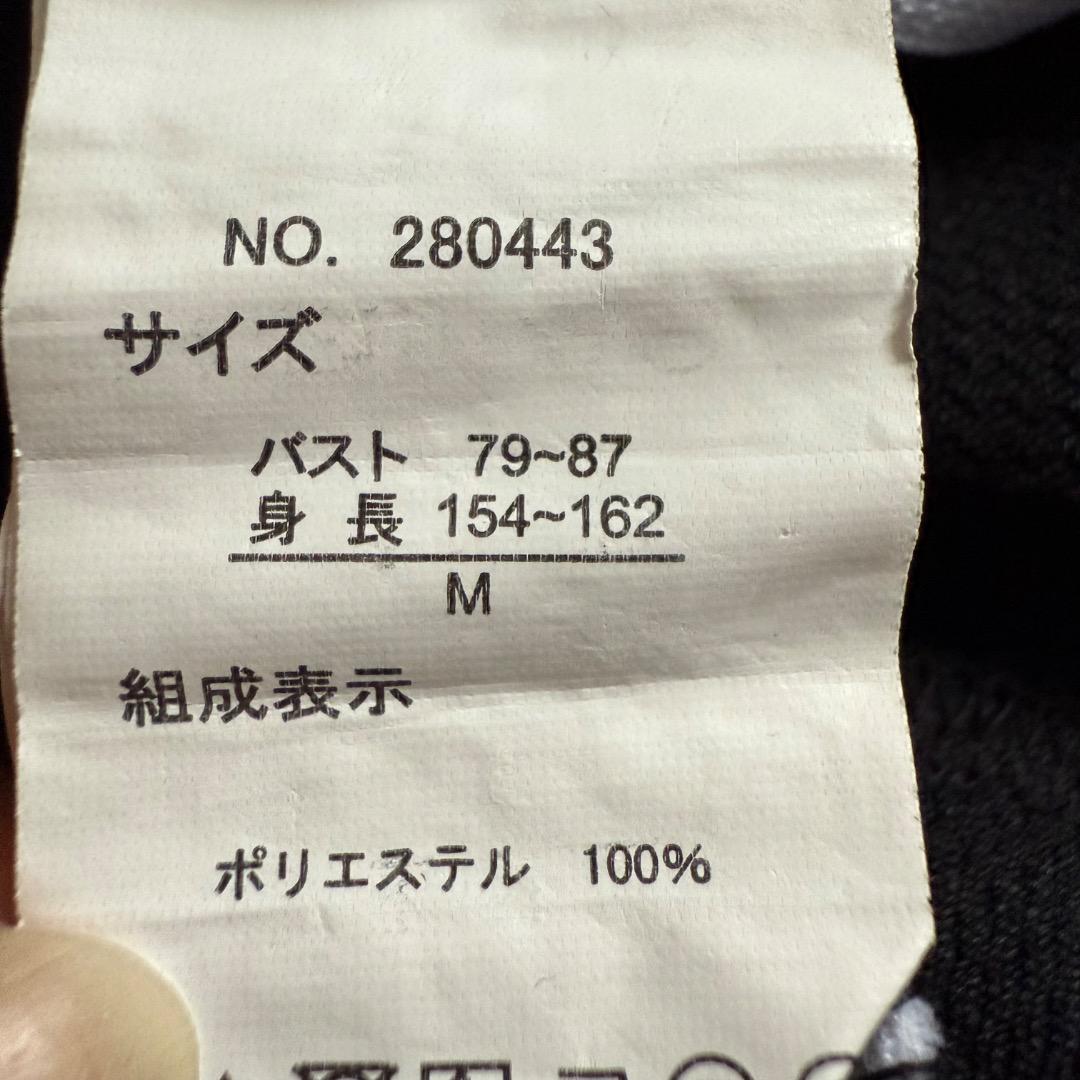 NO. 280443
サイズ
バスト 79~87
身 長 154~162
M
組成表示
ポリエステル 100%